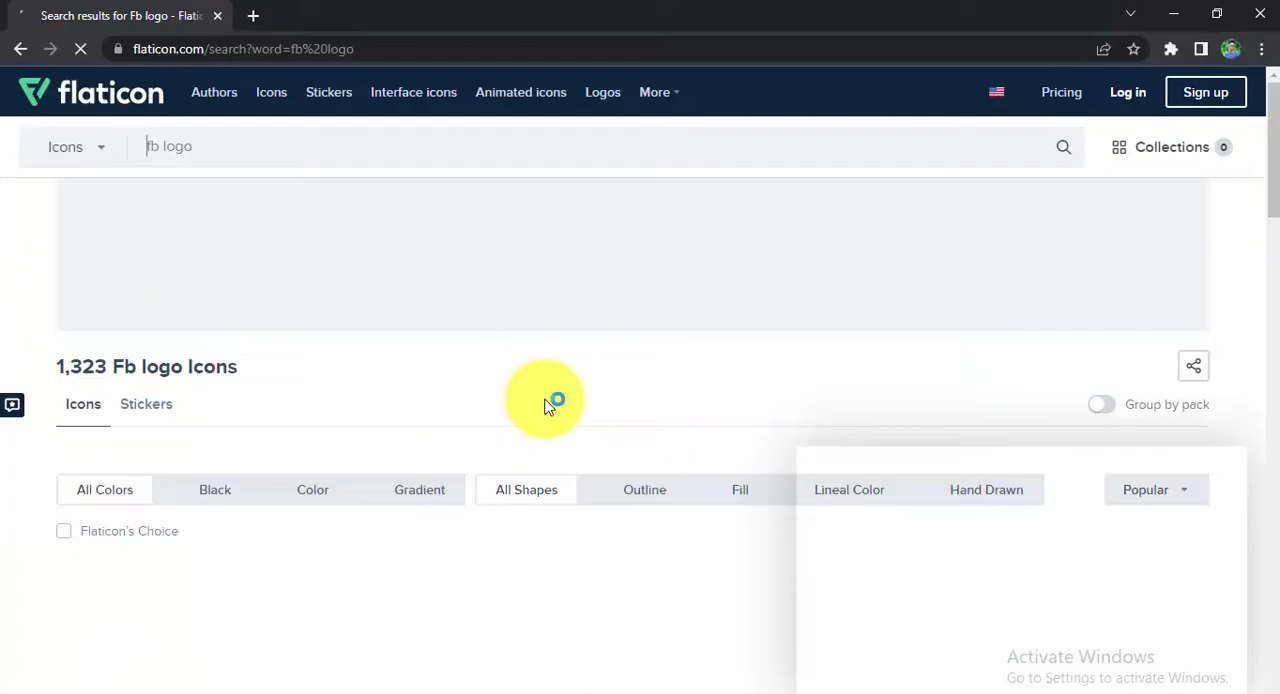 Search results for Fb logo - Flatic
flaticon.com/search?word=fb%20logo
flaticon Authors Icons Stickers Interface icons Animated icons Logos More Pricing Log in Sign up
Icons fb logo Collections 0
1,323 Fb logo Icons
Icons Stickers Group by pack
All Colors Black Color Gradient All Shapes Outline Fill Lineal Color Hand Drawn Popular
Flaticon's Choice
Activate Windows
Go to Settings to activate Windows.